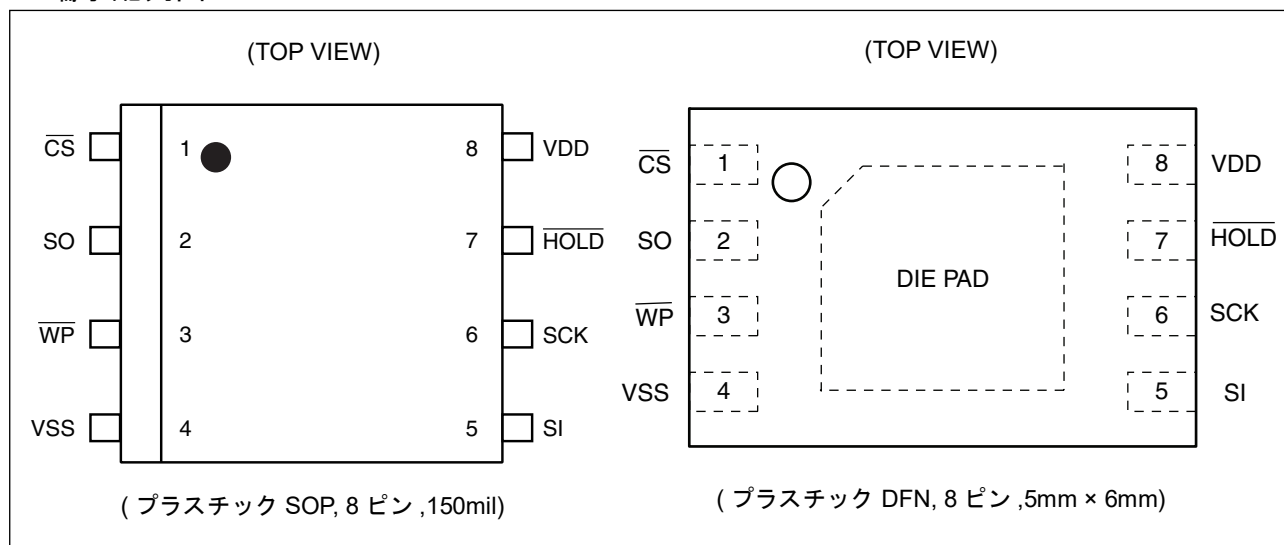 (TOP VIEW)
CS 1 8 VDD
SO 2 7 HOLD
WP 3 6 SCK
VSS 4 5 SI
( プラスチック SOP, 8 ピン ,150mil)
(TOP VIEW)
CS 1 8 VDD
SO 2 7 HOLD
DIE PAD
WP 3 6 SCK
VSS 4 5 SI
( プラスチック DFN, 8 ピン ,5mm × 6mm)